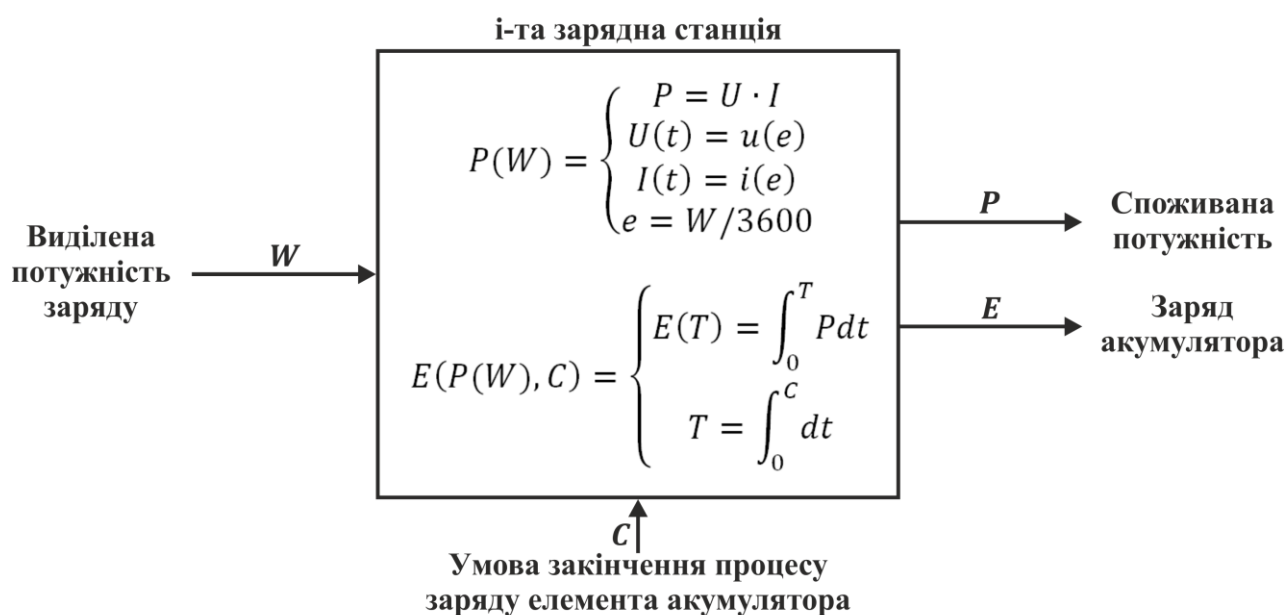 і-та зарядна станція
P = U · I
U(t) = u(e)
P(W) =
I(t) = i(e)
e = W/3600
Виділена
потужність
заряду
W
P
Споживана
потужність
E(T) = ∫₀ᵀ Pdt
E(P(W), C) =
T = ∫₀ᶜ dt
E
Заряд
акумулятора
C
Умова закінчення процесу
заряду елемента акумулятора